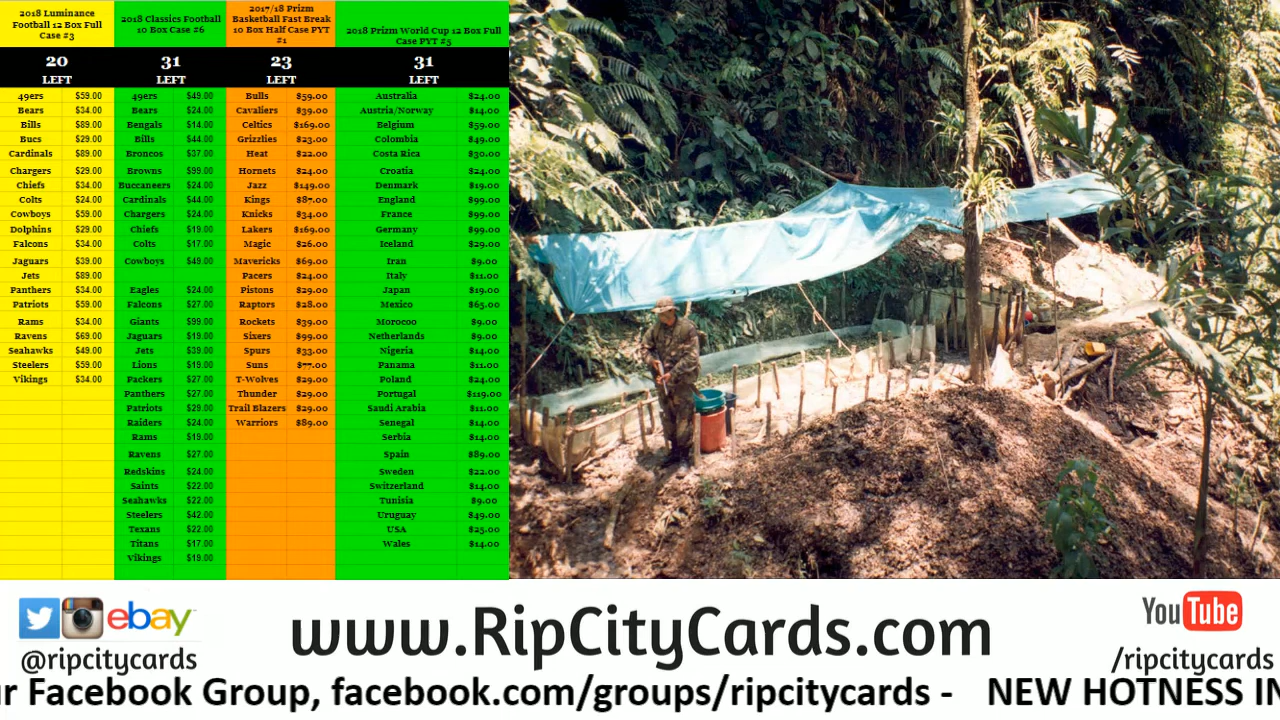 2018 Luminance
Football 12 Box Full
Case #3
20
LEFT
49ers $59.00
Bears $34.00
Bills $89.00
Bucs $29.00
Cardinals $89.00
Chargers $29.00
Chiefs $34.00
Colts $24.00
Cowboys $59.00
Dolphins $29.00
Falcons $34.00
Jaguars $39.00
Jets $89.00
Panthers $34.00
Patriots $59.00
Rams $34.00
Ravens $69.00
Seahawks $49.00
Steelers $59.00
Vikings $34.00
2018 Classics Football
10 Box Case #6
31
LEFT
49ers $49.00
Bears $24.00
Bengals $14.00
Bills $44.00
Broncos $37.00
Browns $99.00
Buccaneers $24.00
Cardinals $44.00
Chargers $24.00
Chiefs $19.00
Colts $17.00
Cowboys $49.00
Eagles $24.00
Falcons $27.00
Giants $99.00
Jaguars $19.00
Jets $39.00
Lions $19.00
Packers $27.00
Panthers $27.00
Patriots $29.00
Raiders $24.00
Rams $19.00
Ravens $27.00
Redskins $24.00
Saints $22.00
Seahawks $22.00
Steelers $42.00
Texans $22.00
Titans $17.00
Vikings $19.00
2017/18 Prizm
Basketball Fast Break
10 Box Half Case PYT
#1
23
LEFT
Bulls $59.00
Cavaliers $39.00
Celtics $169.00
Grizzlies $23.00
Heat $22.00
Hornets $24.00
Jazz $149.00
Kings $87.00
Knicks $34.00
Lakers $169.00
Magic $26.00
Mavericks $69.00
Pacers $24.00
Pistons $29.00
Raptors $28.00
Rockets $39.00
Sixers $99.00
Spurs $33.00
Suns $77.00
T-Wolves $29.00
Thunder $29.00
Trail Blazers $29.00
Warriors $89.00
2018 Prizm World Cup 12 Box Full
Case PYT #5
31
LEFT
Australia $24.00
Austria/Norway $14.00
Belgium $59.00
Colombia $49.00
Costa Rica $30.00
Croatia $24.00
Denmark $19.00
England $99.00
France $99.00
Germany $99.00
Iceland $29.00
Iran $9.00
Italy $11.00
Japan $19.00
Mexico $65.00
Morocoo $9.00
Netherlands $9.00
Nigeria $14.00
Panama $11.00
Poland $24.00
Portugal $119.00
Saudi Arabia $11.00
Senegal $14.00
Serbia $14.00
Spain $89.00
Sweden $22.00
Switzerland $14.00
Tunisia $9.00
Uruguay $49.00
USA $25.00
Wales $14.00
ebay
@ripcitycards
www.RipCityCards.com
YouTube
/ripcitycards
r Facebook Group, facebook.com/groups/ripcitycards - NEW HOTNESS IN